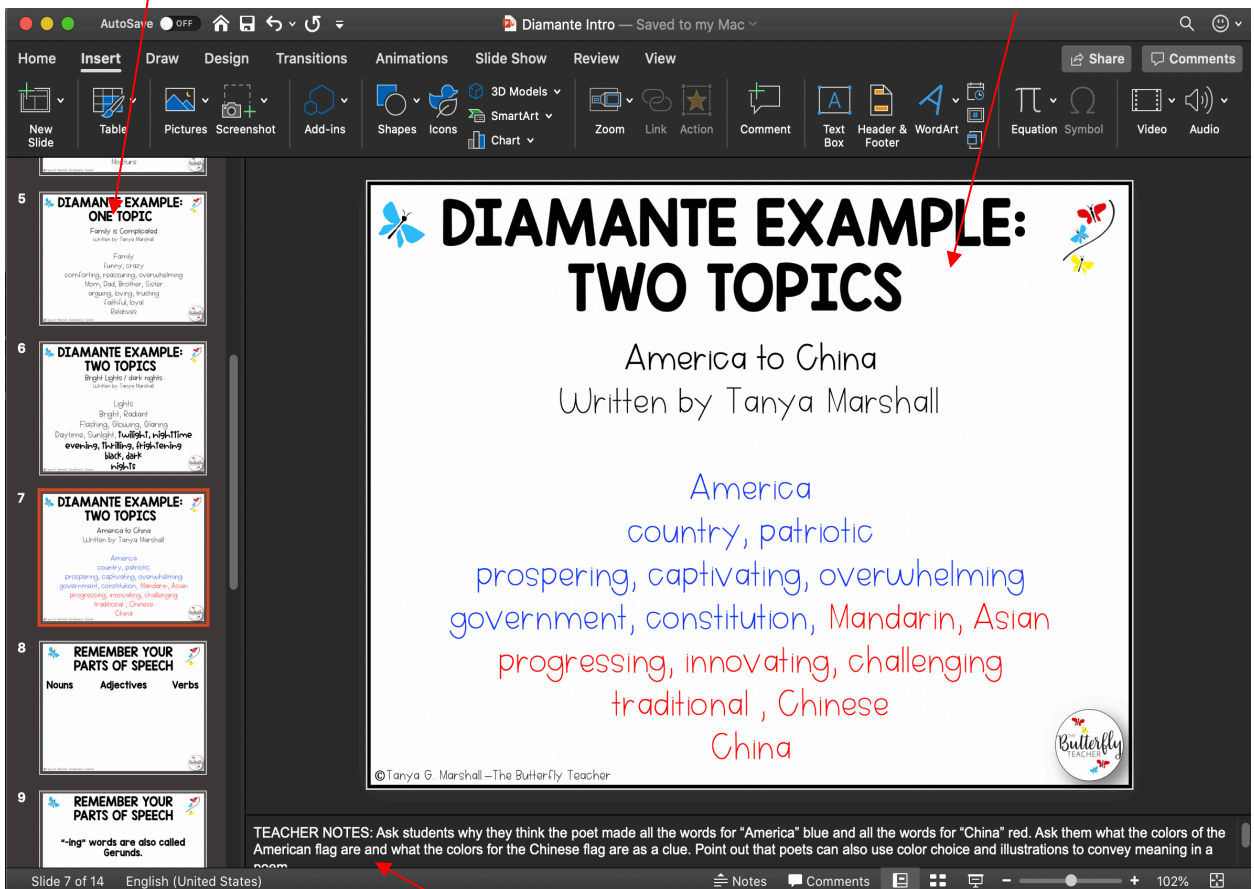 AutoSave OFF
Diamante Intro — Saved to my Mac
Home Insert Draw Design Transitions Animations Slide Show Review View
Share Comments
New Slide
Table
Pictures
Screenshot
Add-ins
Shapes
Icons
3D Models
SmartArt
Chart
Zoom
Link
Action
Comment
Text Box
Header & Footer
WordArt
Equation
Symbol
Video
Audio
Moisture
5
DIAMANTE EXAMPLE:
ONE TOPIC
Family is Complicated
Written by Tanya Marshall
Family
funny, crazy
comforting, reassuring, overwhelming
Mom, Dad, Brother, Sister
arguing, loving, trusting
faithful, loyal
Relatives
6
DIAMANTE EXAMPLE:
TWO TOPICS
Bright Lights / dark nights
Written by Tanya Marshall
Lights
Bright, Radiant
Flashing, Glowing, Glaring
Daytime, Sunlight, twilight, nighttime
evening, thrilling, frightening
black, dark
nights
7
DIAMANTE EXAMPLE:
TWO TOPICS
America to China
Written by Tanya Marshall
America
country, patriotic
prospering, captivating, overwhelming
government, constitution, Mandarin, Asian
progressing, innovating, challenging
traditional , Chinese
China
8
REMEMBER YOUR
PARTS OF SPEECH
Nouns Adjectives Verbs
9
REMEMBER YOUR
PARTS OF SPEECH
"-ing" words are also called
Gerunds.
DIAMANTE EXAMPLE:
TWO TOPICS
America to China
Written by Tanya Marshall
America
country, patriotic
prospering, captivating, overwhelming
government, constitution, Mandarin, Asian
progressing, innovating, challenging
traditional , Chinese
China
©Tanya G. Marshall –The Butterfly Teacher
THE
Butterfly
TEACHER
TEACHER NOTES: Ask students why they think the poet made all the words for “America” blue and all the words for “China” red. Ask them what the colors of the
American flag are and what the colors for the Chinese flag are as a clue. Point out that poets can also use color choice and illustrations to convey meaning in a
poem
Slide 7 of 14 English (United States)
Notes Comments 102%